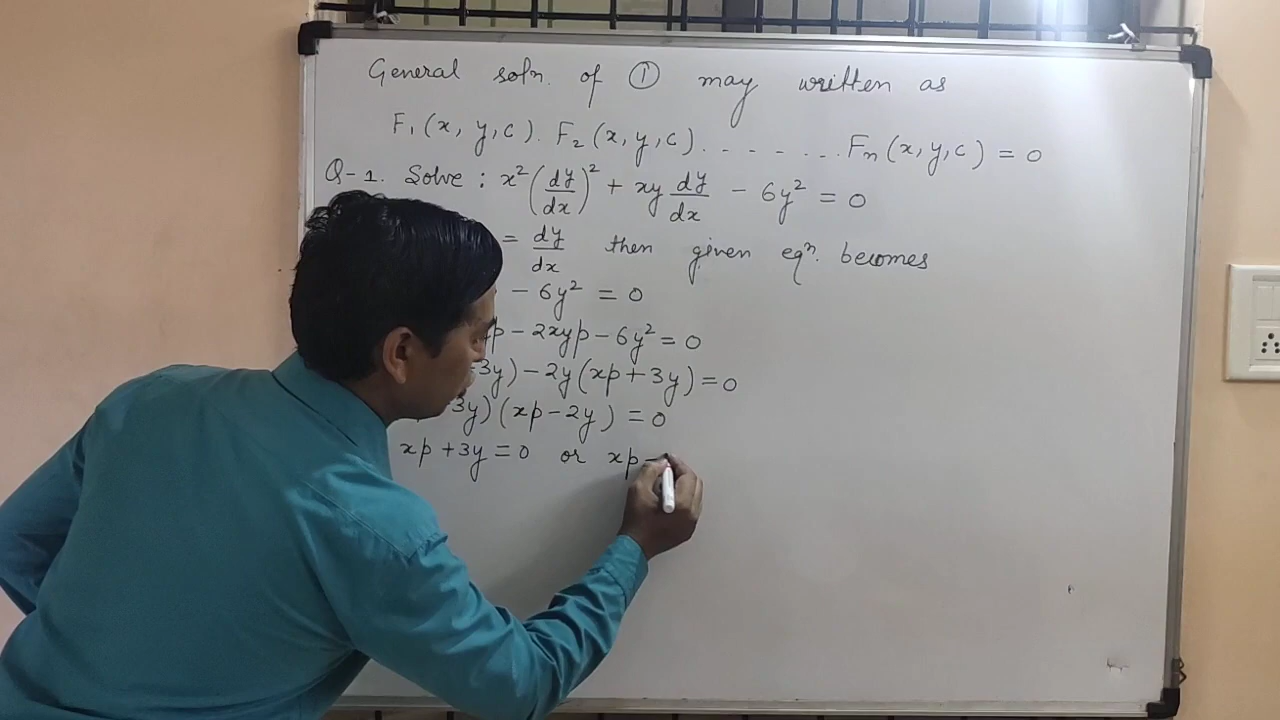 General soln. of ① may written as
F₁(x, y, c). F₂(x, y, c). . . . . . . . . Fₙ(x, y, c) = 0
Q-1. Solve : x²(dy/dx)² + xy dy/dx - 6y² = 0
= dy/dx then given eqⁿ. becomes
- 6y² = 0
p - 2xyp - 6y² = 0
3y) - 2y(xp + 3y) = 0
3y)(xp - 2y) = 0
xp + 3y = 0 or xp -